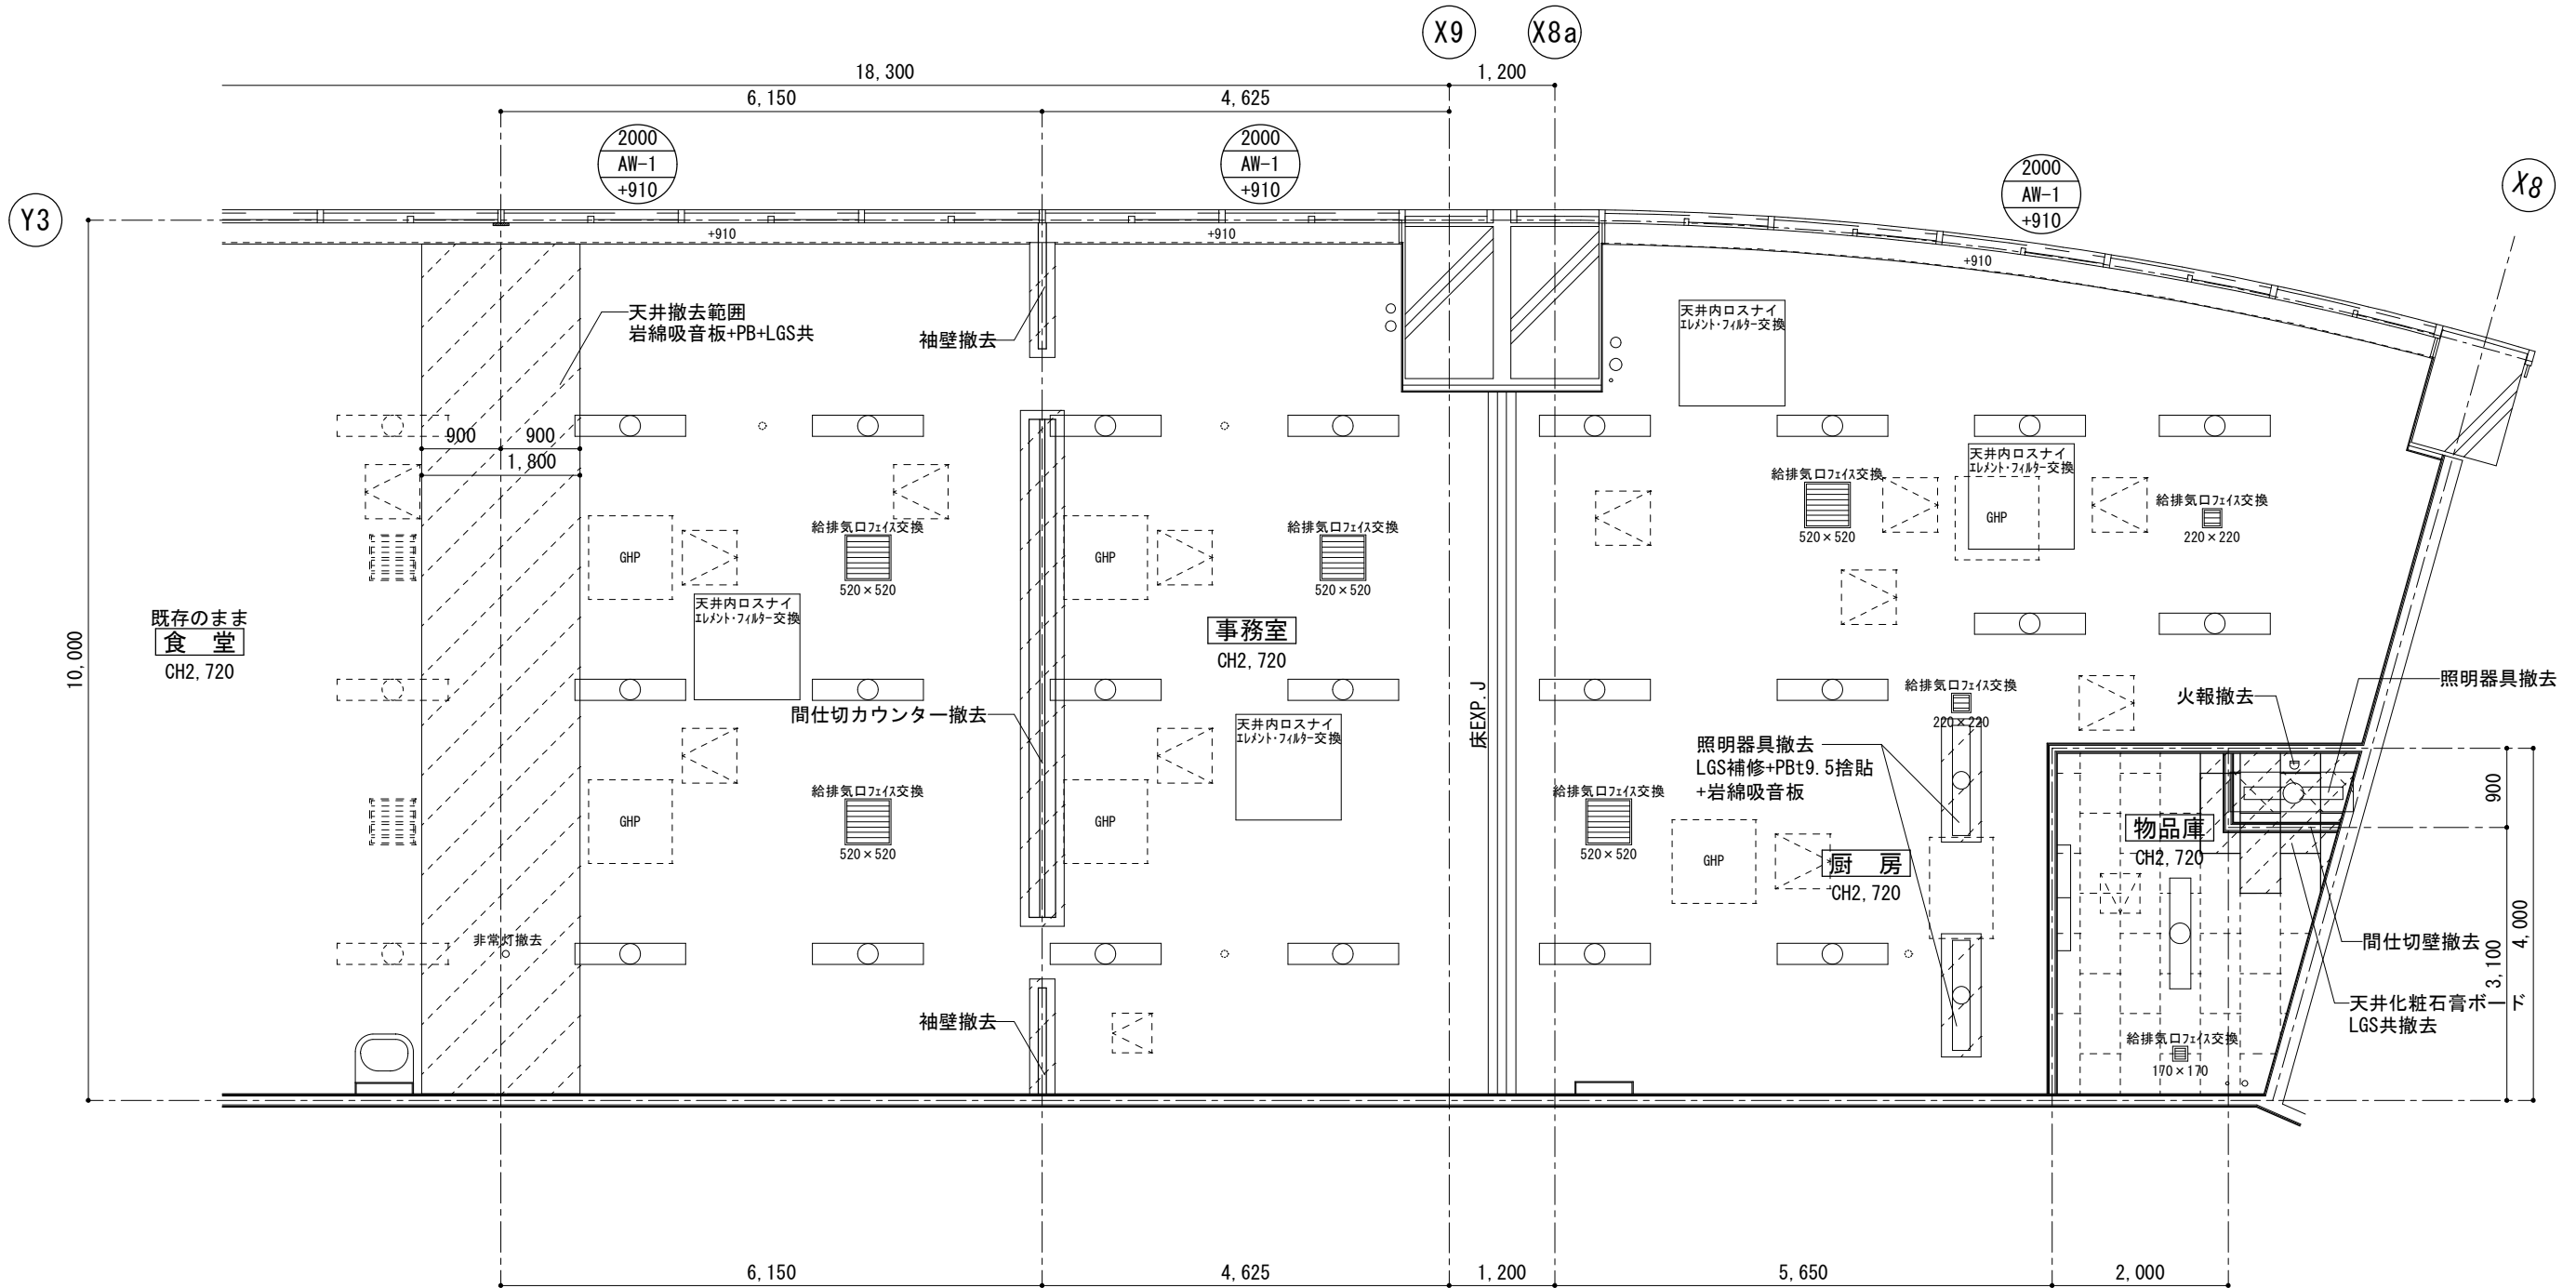 X9
X8a
18,300
1,200
6,150
4,625
2000
AW-1
+910
2000
AW-1
+910
2000
AW-1
+910
X8
Y3
+910
+910
+910
天井撤去範囲
岩綿吸音板+PB+LGS共
袖壁撤去
天井内ロスナイ
エレメント・フィルター交換
900
900
1,800
天井内ロスナイ
エレメント・フィルター交換
給排気口フェイス交換
520×520
GHP
給排気口フェイス交換
220×220
GHP
給排気口フェイス交換
520×520
GHP
給排気口フェイス交換
520×520
天井内ロスナイ
エレメント・フィルター交換
既存のまま
食 堂
CH2,720
事務室
CH2,720
10,000
間仕切カウンター撤去
天井内ロスナイ
エレメント・フィルター交換
床EXP.J
給排気口フェイス交換
220×220
火報撤去
照明器具撤去
照明器具撤去
LGS補修+PBt9.5捨貼
+岩綿吸音板
GHP
給排気口フェイス交換
520×520
GHP
給排気口フェイス交換
520×520
GHP
厨 房
CH2,720
物品庫
CH2,720
900
4,000
3,100
非常灯撤去
間仕切壁撤去
袖壁撤去
天井化粧石膏ボード
LGS共撤去
給排気口フェイス交換
170×170
6,150
4,625
1,200
5,650
2,000